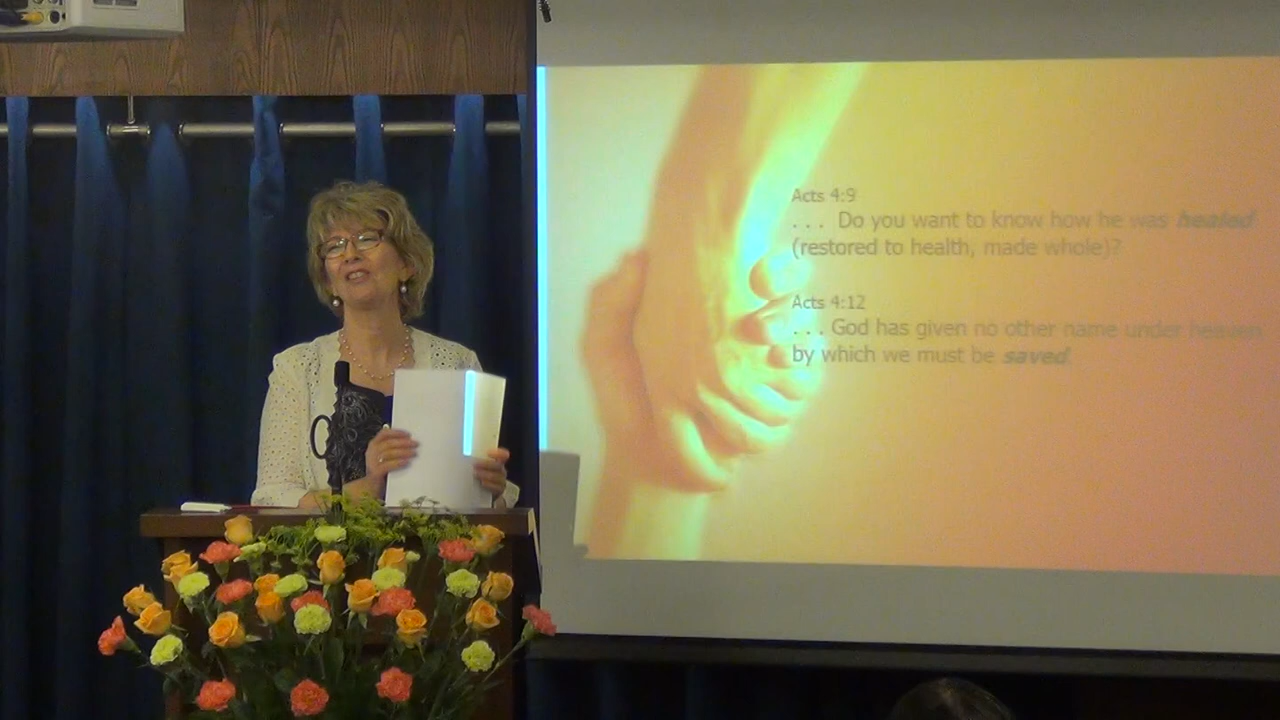 Acts 4:9
. . . Do you want to know how he was healed
(restored to health, made whole)?
Acts 4:12
. . . God has given no other name under heaven
by which we must be saved.